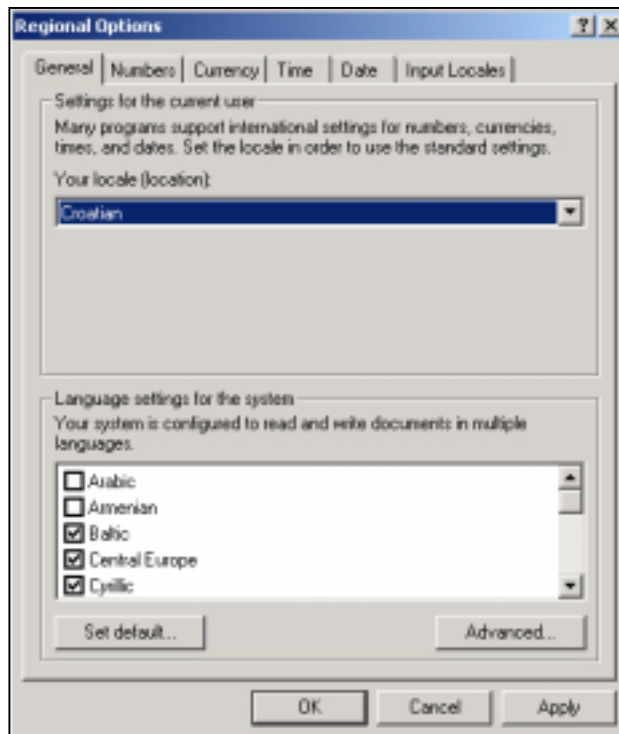 Regional Options
General Numbers Currency Time Date Input Locales
Settings for the current user
Many programs support international settings for numbers, currencies,
times, and dates. Set the locale in order to use the standard settings.
Your locale (location):
Croatian
Language settings for the system
Your system is configured to read and write documents in multiple
languages.
Arabic
Armenian
Baltic
Central Europe
Cyrillic
Set default... Advanced...
OK Cancel Apply